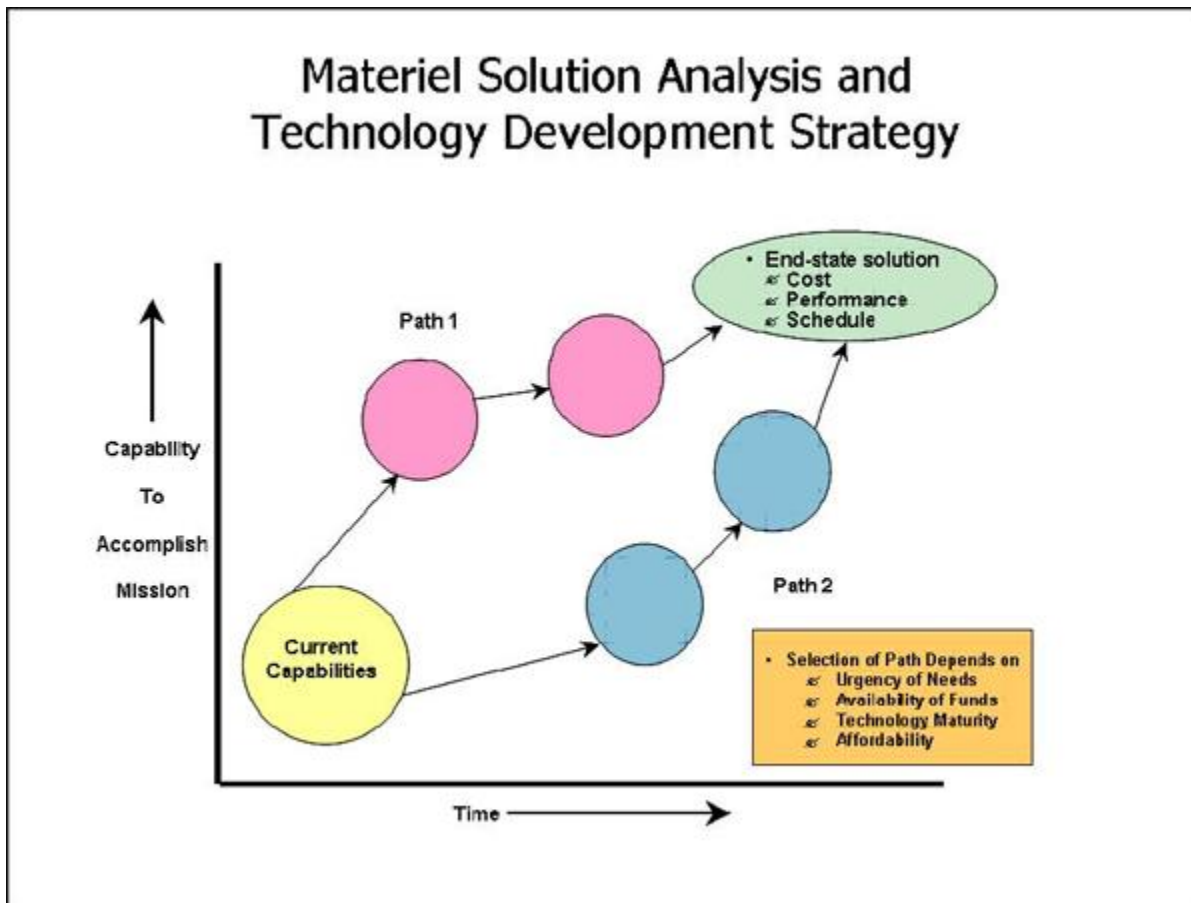 Materiel Solution Analysis and
Technology Development Strategy
• End-state solution
Cost
Performance
Schedule
Path 1
Capability
To
Accomplish
Mission
Current
Capabilities
Path 2
• Selection of Path Depends on
Urgency of Needs
Availability of Funds
Technology Maturity
Affordability
Time